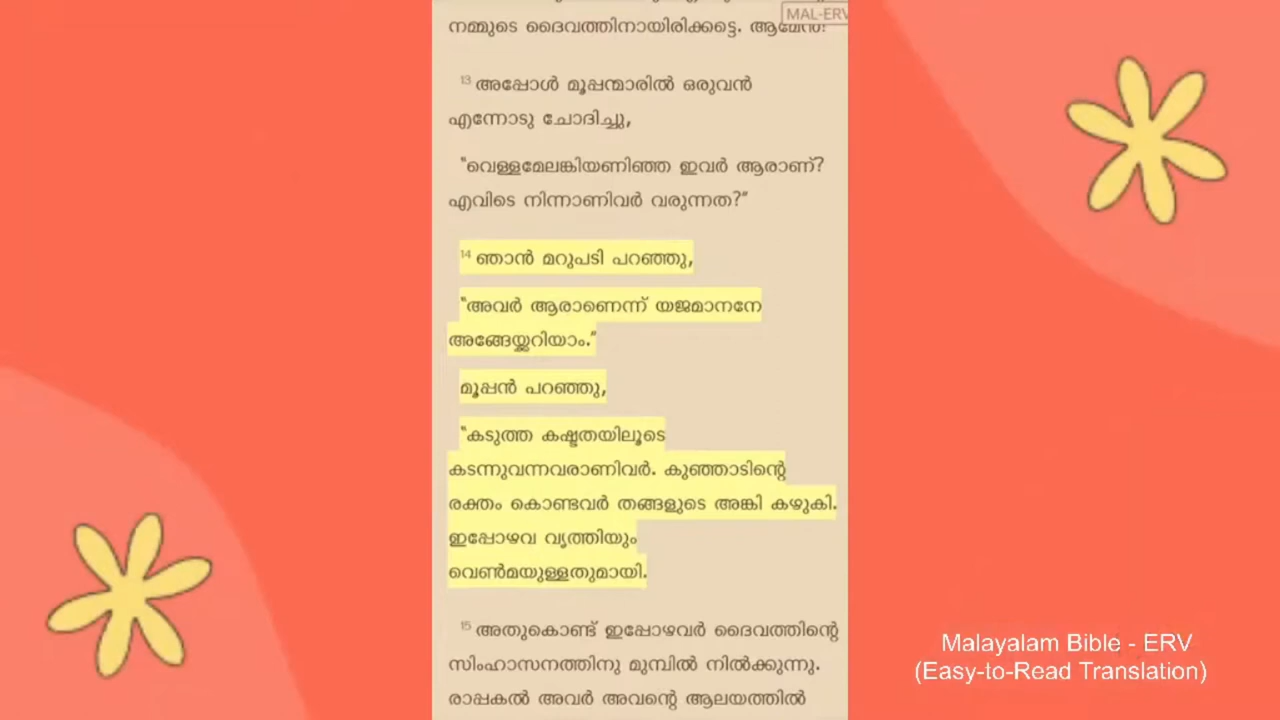 MAL-ERV
നമ്മുടെ ദൈവത്തിനായിരിക്കട്ടെ. ആമേൻ!
13 അപ്പോൾ മൂപ്പന്മാരിൽ ഒരുവൻ
എന്നോടു ചോദിച്ചു,
“വെള്ളമേലങ്കിയണിഞ്ഞ ഇവർ ആരാണ്?
എവിടെ നിന്നാണിവർ വരുന്നത?”
14 ഞാൻ മറുപടി പറഞ്ഞു,
“അവർ ആരാണെന്ന് യജമാനനേ
അങ്ങേയ്ക്കറിയാം.”
മൂപ്പൻ പറഞ്ഞു,
“കടുത്ത കഷ്ടതയിലൂടെ
കടന്നുവന്നവരാണിവർ. കുഞ്ഞാടിന്റെ
രക്തം കൊണ്ടവർ തങ്ങളുടെ അങ്കി കഴുകി.
ഇപ്പോഴവ വൃത്തിയും
വെൺമയുള്ളതുമായി.
15 അതുകൊണ്ട് ഇപ്പോഴവർ ദൈവത്തിന്റെ
സിംഹാസനത്തിനു മുമ്പിൽ നിൽക്കുന്നു.
രാപ്പകൽ അവർ അവന്റെ ആലയത്തിൽ
Malayalam Bible - ERV
(Easy-to-Read Translation)